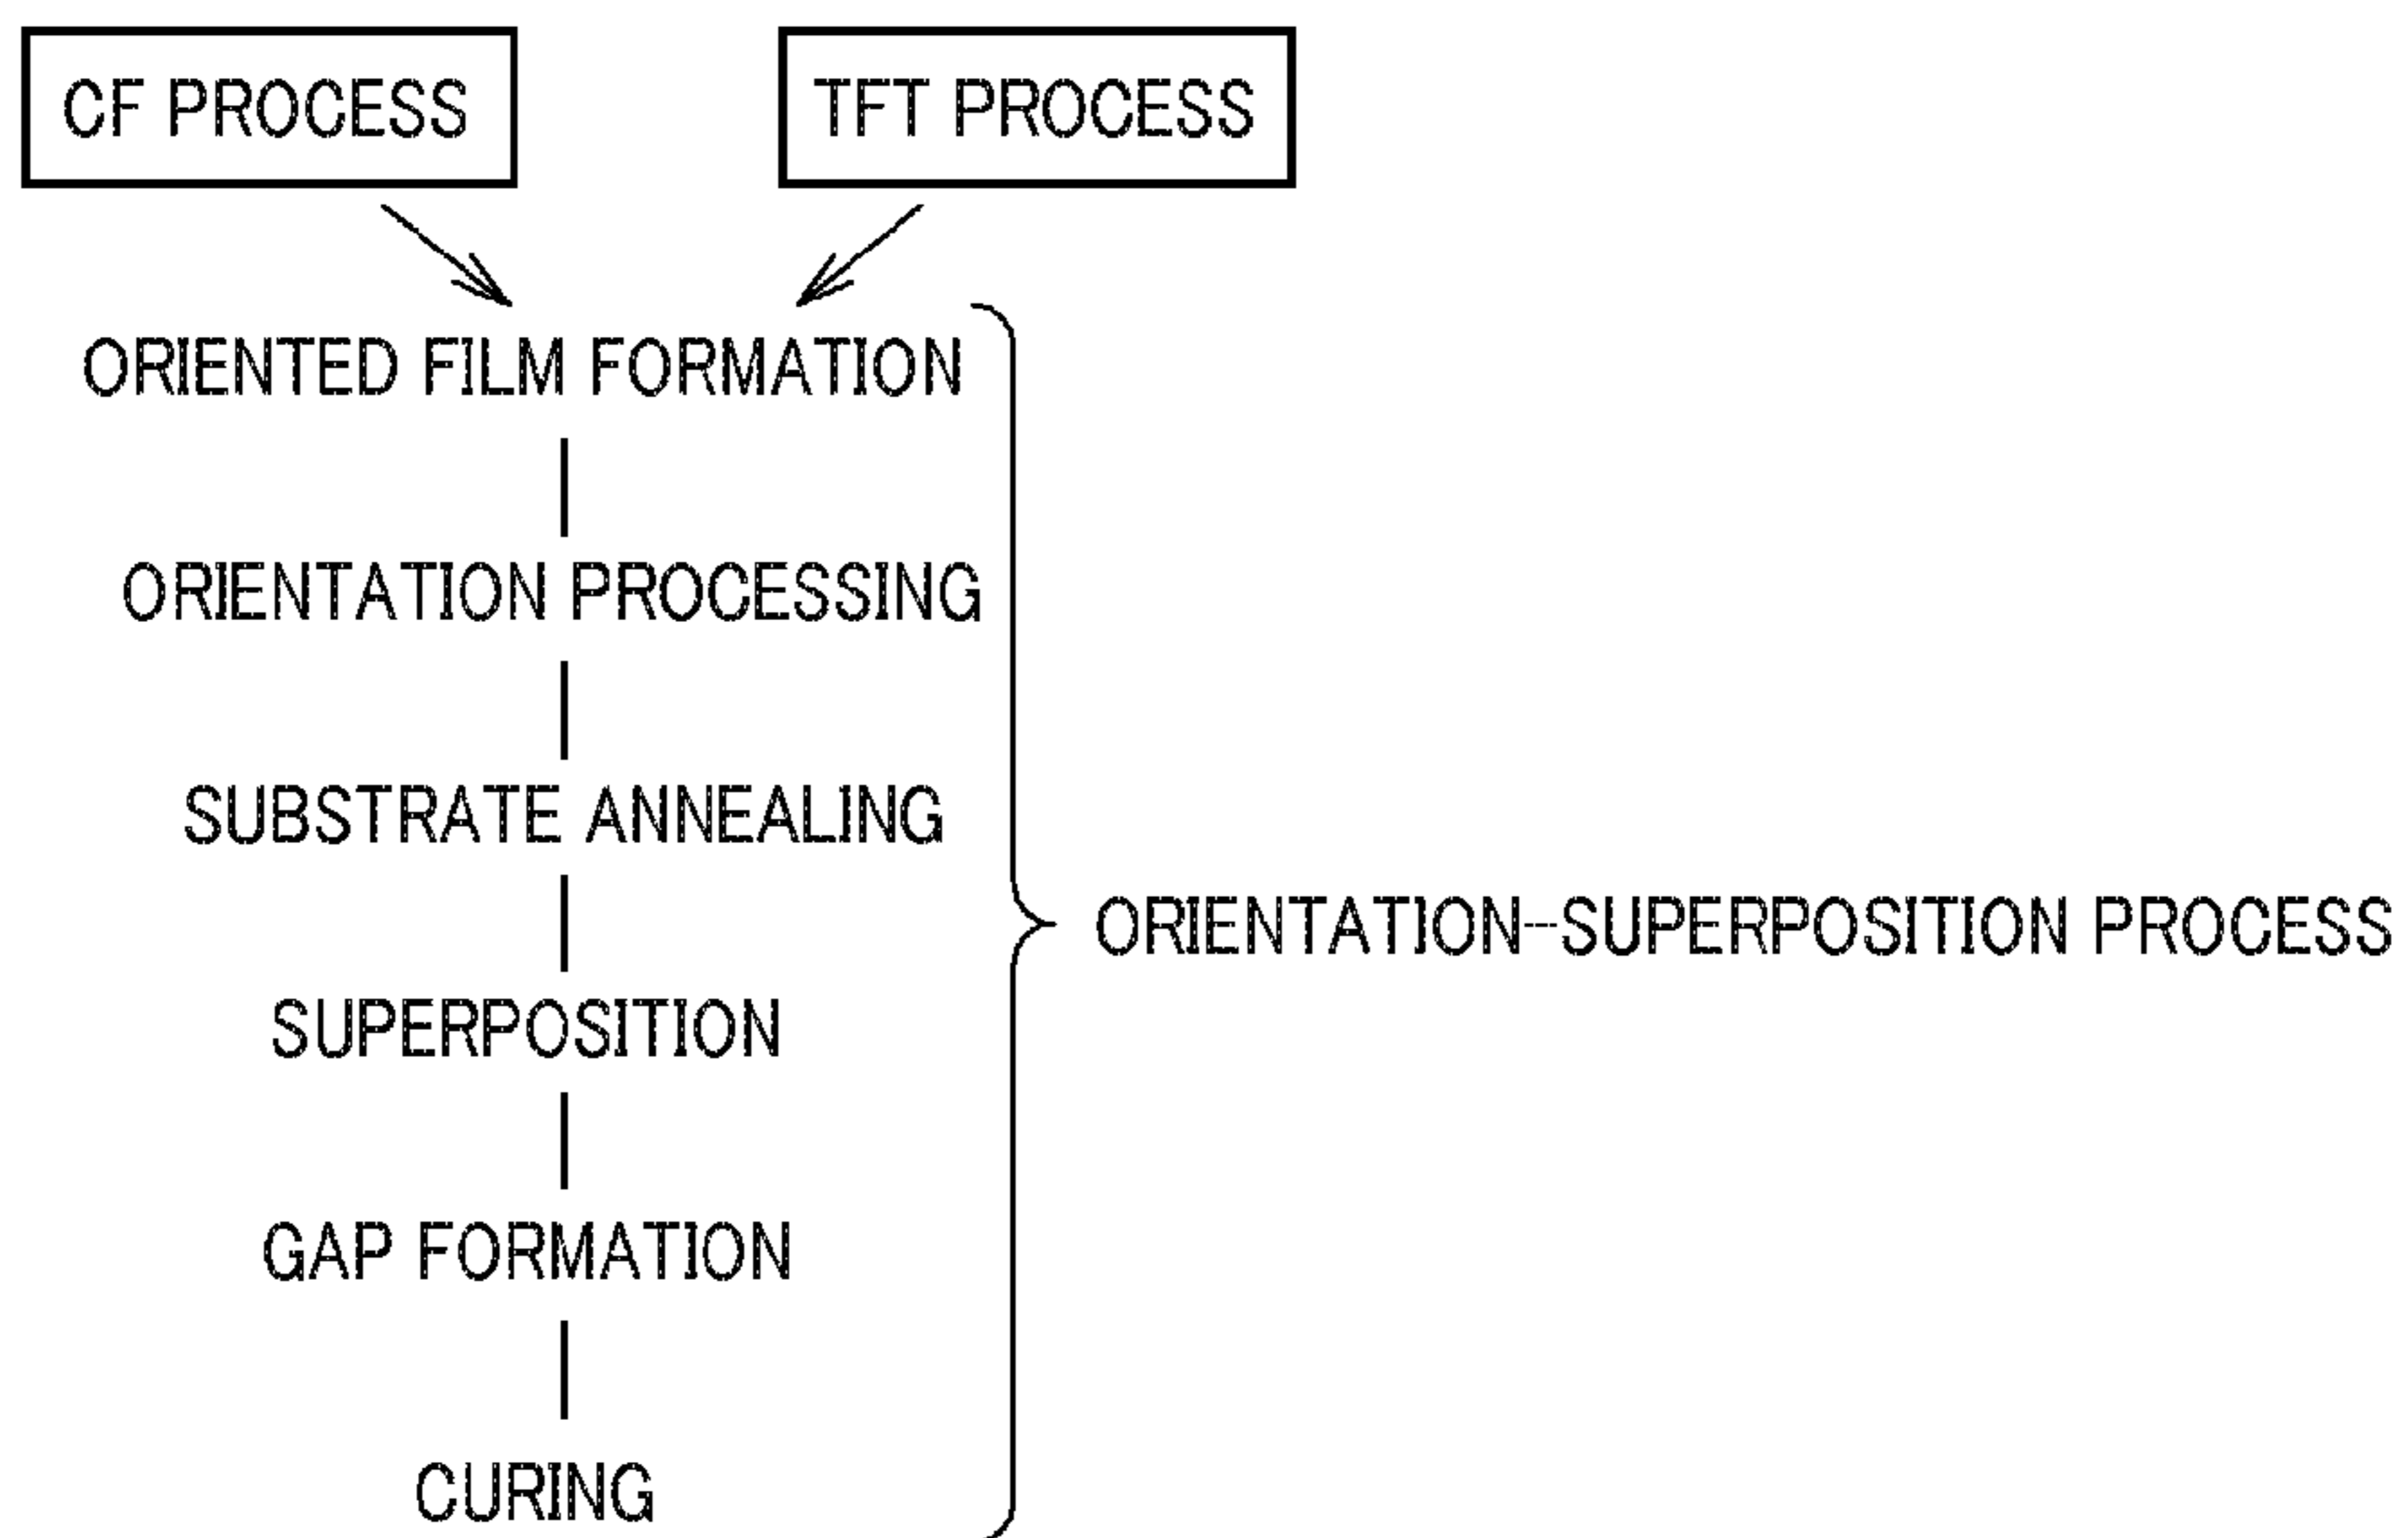 CF PROCESS
TFT PROCESS
ORIENTED FILM FORMATION
ORIENTATION PROCESSING
SUBSTRATE ANNEALING
ORIENTATION---SUPERPOSITION PROCESS
SUPERPOSITION
GAP FORMATION
CURING